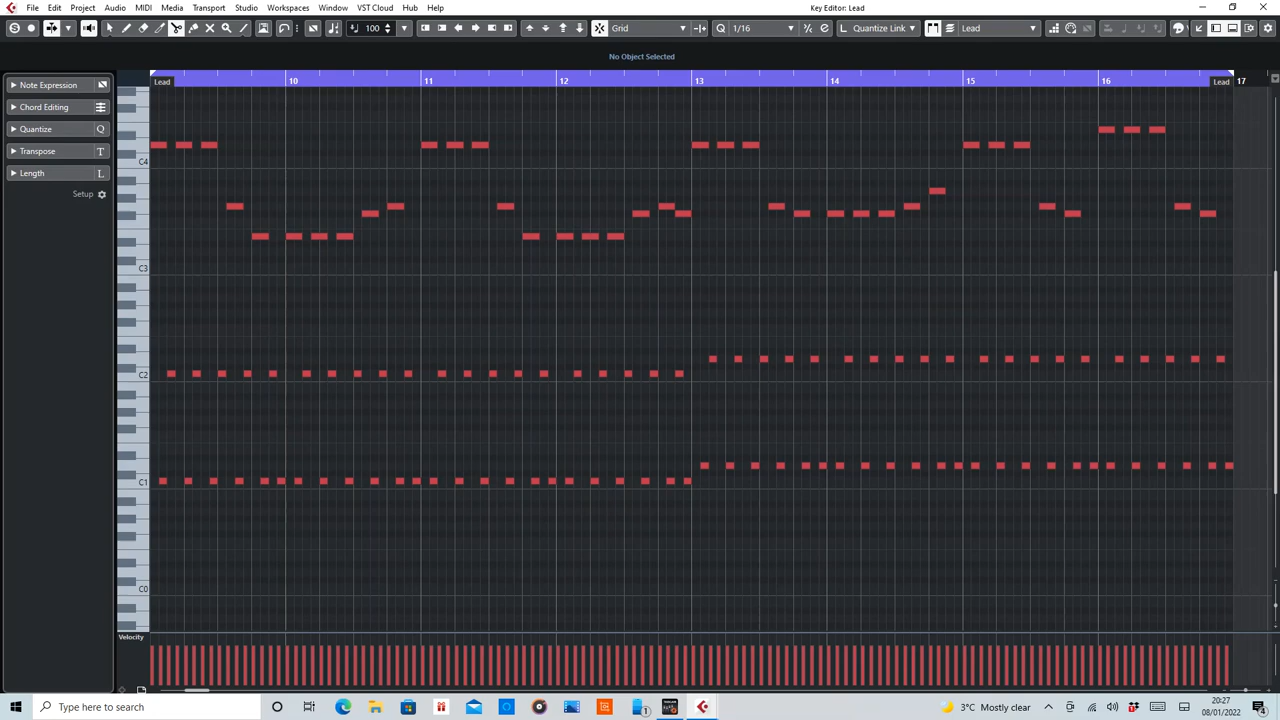 File Edit Project Audio MIDI Media Transport Studio Workspaces Window VST Cloud Hub Help
Key Editor: Lead
S 100 Grid Q 1/16 Quantize Link Lead
No Object Selected
Note Expression
Chord Editing
Quantize Q
Transpose T
Length L
Setup
Lead 10 11 12 13 14 15 16 Lead 17
C4
C3
C2
C1
C0
Velocity
Type here to search
1
3°C Mostly clear
20:27
08/01/2022
4